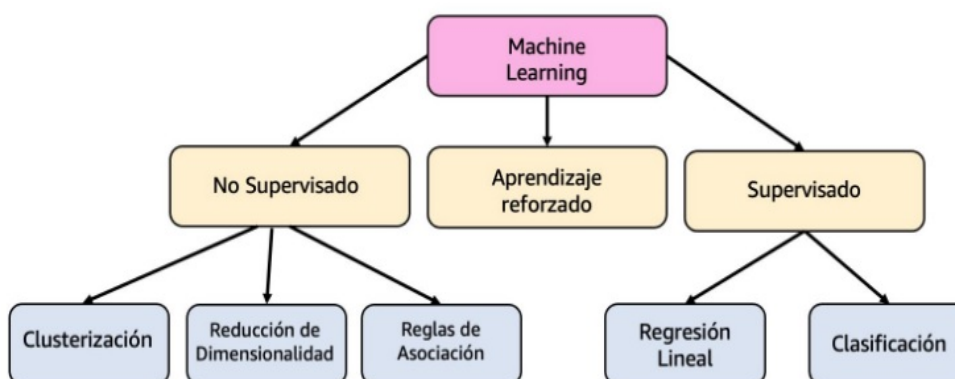 Machine
Learning
No Supervisado
Aprendizaje
reforzado
Supervisado
Clusterización
Reducción de
Dimensionalidad
Reglas de
Asociación
Regresión
Lineal
Clasificación